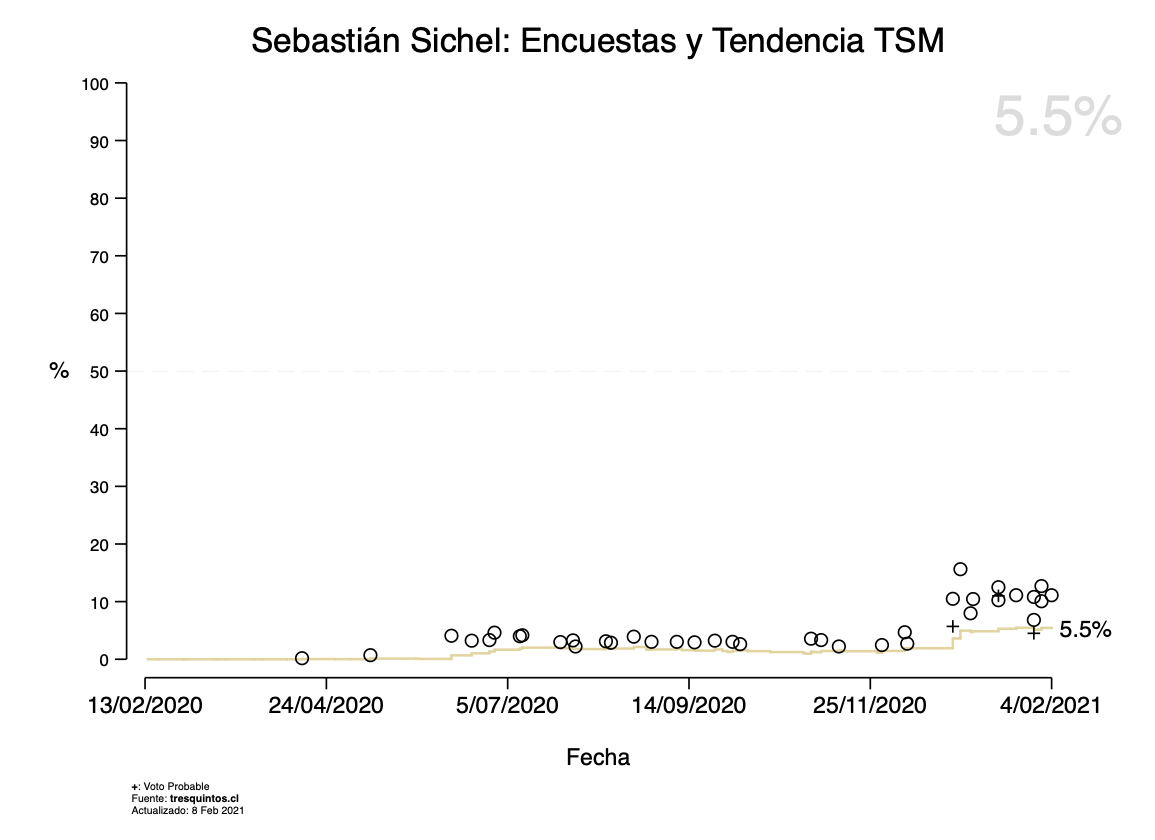 Sebastián Sichel: Encuestas y Tendencia TSM
5.5%
100
90
80
70
60
% 50
40
30
20
10
0
5.5%
13/02/2020 24/04/2020 5/07/2020 14/09/2020 25/11/2020 4/02/2021
Fecha
+: Voto Probable
Fuente: tresquintos.cl
Actualizado: 8 Feb 2021